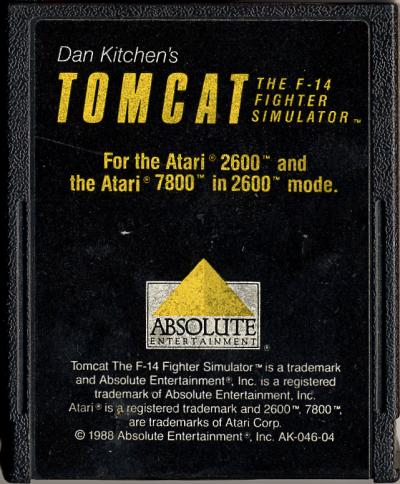 Dan Kitchen's
TOMCAT THE F-14
FIGHTER
SIMULATOR™
For the Atari® 2600™ and
the Atari® 7800™ in 2600™ mode.
ABSOLUTE
ENTERTAINMENT®
Tomcat The F-14 Fighter Simulator™ is a trademark
and Absolute Entertainment®, Inc. is a registered
trademark of Absolute Entertainment, Inc.
Atari® is a registered trademark and 2600™, 7800™,
are trademarks of Atari Corp.
© 1988 Absolute Entertainment®, Inc. AK-046-04